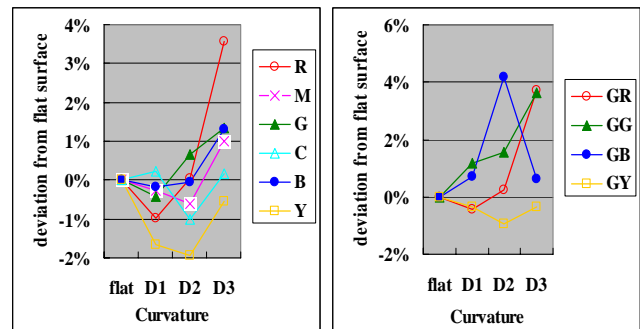 deviation from flat surface
4%
3%
2%
1%
0%
-1%
-2%
flat D1 D2 D3
Curvature
R
M
G
C
B
Y
deviation from flat surface
6%
4%
2%
0%
-2%
flat D1 D2 D3
Curvature
GR
GG
GB
GY